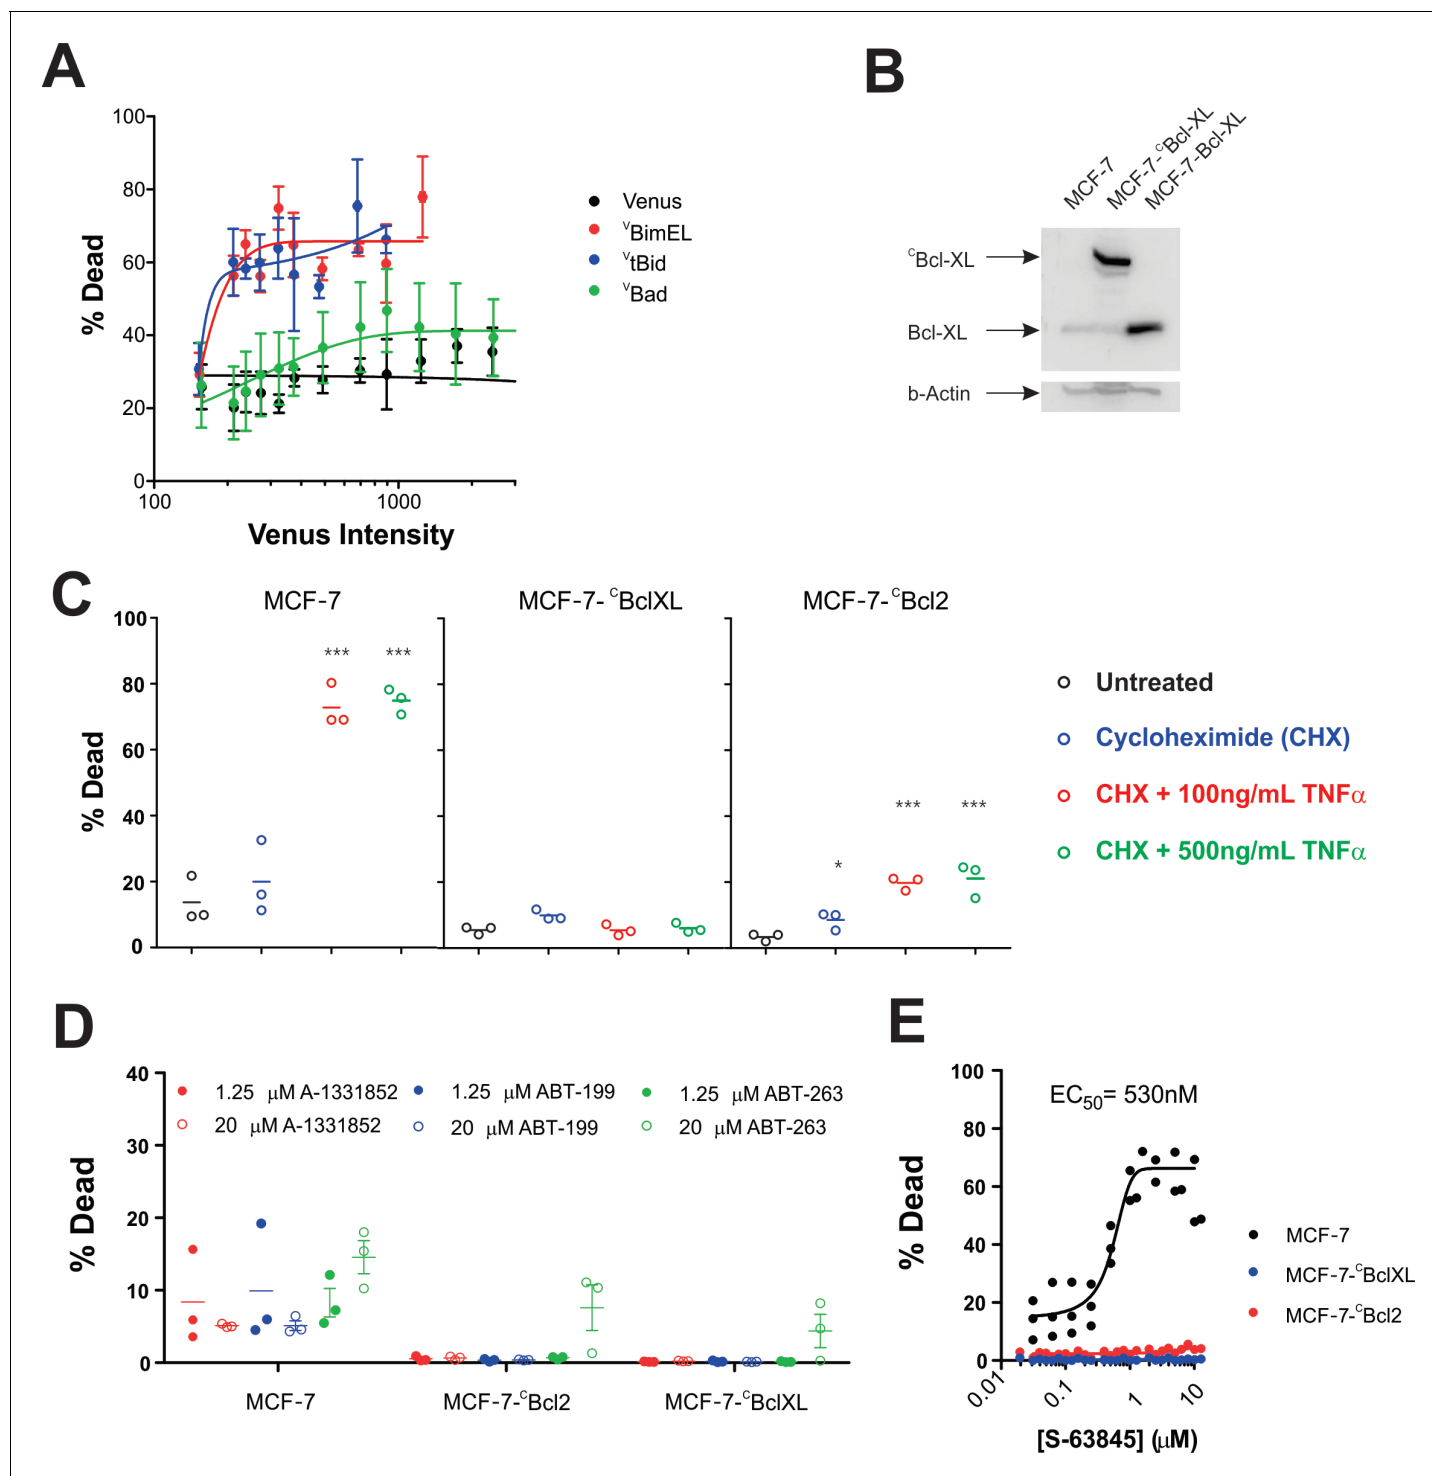 A
100
80
60
40
20
0
% Dead
100
1000
Venus Intensity
Venus
VBimEL
VtBid
VBad
B
MCF-7
MCF-7-CBcl-XL
MCF-7-Bcl-XL
CBcl-XL
Bcl-XL
b-Actin
C
MCF-7
MCF-7-CBclXL
MCF-7-CBcl2
100
80
60
40
20
0
% Dead
***
***
*
***
***
Untreated
Cycloheximide (CHX)
CHX + 100ng/mL TNFα
CHX + 500ng/mL TNFα
D
40
30
20
10
0
% Dead
1.25 μM A-1331852
20 μM A-1331852
1.25 μM ABT-199
20 μM ABT-199
1.25 μM ABT-263
20 μM ABT-263
MCF-7
MCF-7-CBcl2
MCF-7-CBclXL
E
100
80
60
40
20
0
% Dead
EC50= 530nM
0.01
0.1
1
10
[S-63845] (μM)
MCF-7
MCF-7-CBclXL
MCF-7-CBcl2